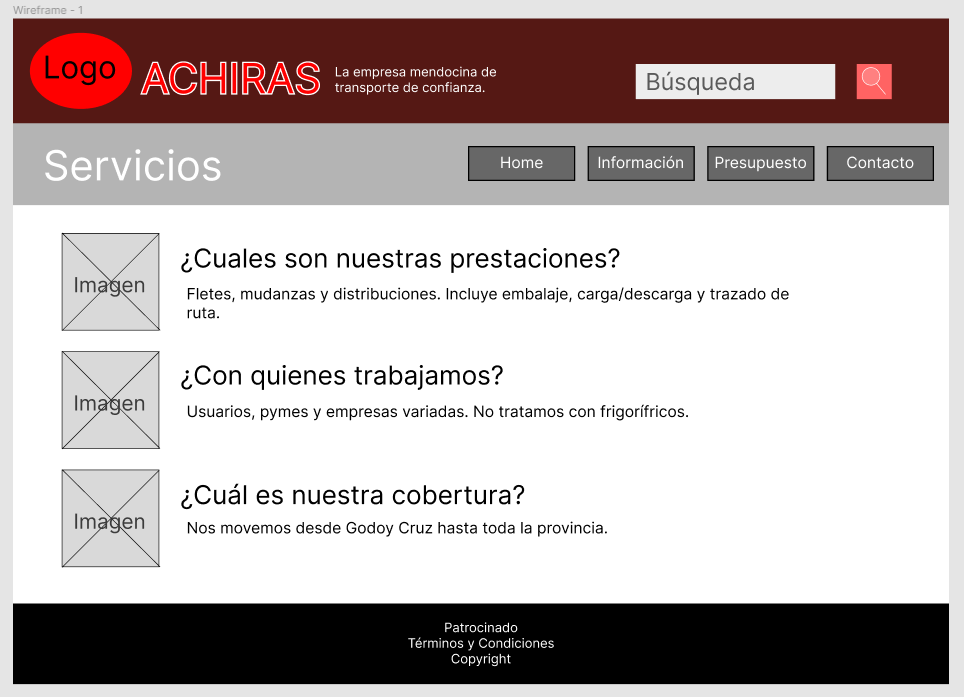 Wireframe - 1
Logo
ACHIRAS
La empresa mendocina de
transporte de confianza.
Búsqueda
Servicios
Home
Información
Presupuesto
Contacto
Imagen
¿Cuales son nuestras prestaciones?
Fletes, mudanzas y distribuciones. Incluye embalaje, carga/descarga y trazado de
ruta.
Imagen
¿Con quienes trabajamos?
Usuarios, pymes y empresas variadas. No tratamos con frigorífricos.
Imagen
¿Cuál es nuestra cobertura?
Nos movemos desde Godoy Cruz hasta toda la provincia.
Patrocinado
Términos y Condiciones
Copyright